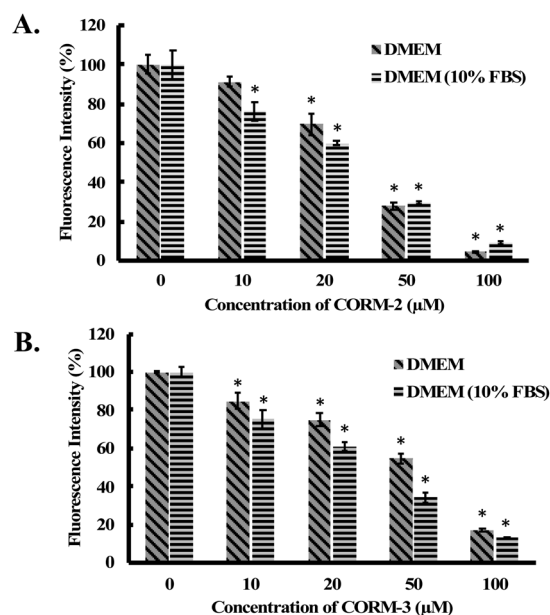 A.
Fluorescence Intensity (%)
120
100
80
60
40
20
0
DMEM
DMEM (10% FBS)
*
* *
* *
* *
0 10 20 50 100
Concentration of CORM-2 (μM)
B.
Fluorescence Intensity (%)
120
100
80
60
40
20
0
DMEM
DMEM (10% FBS)
* *
* *
* *
* *
0 10 20 50 100
Concentration of CORM-3 (μM)